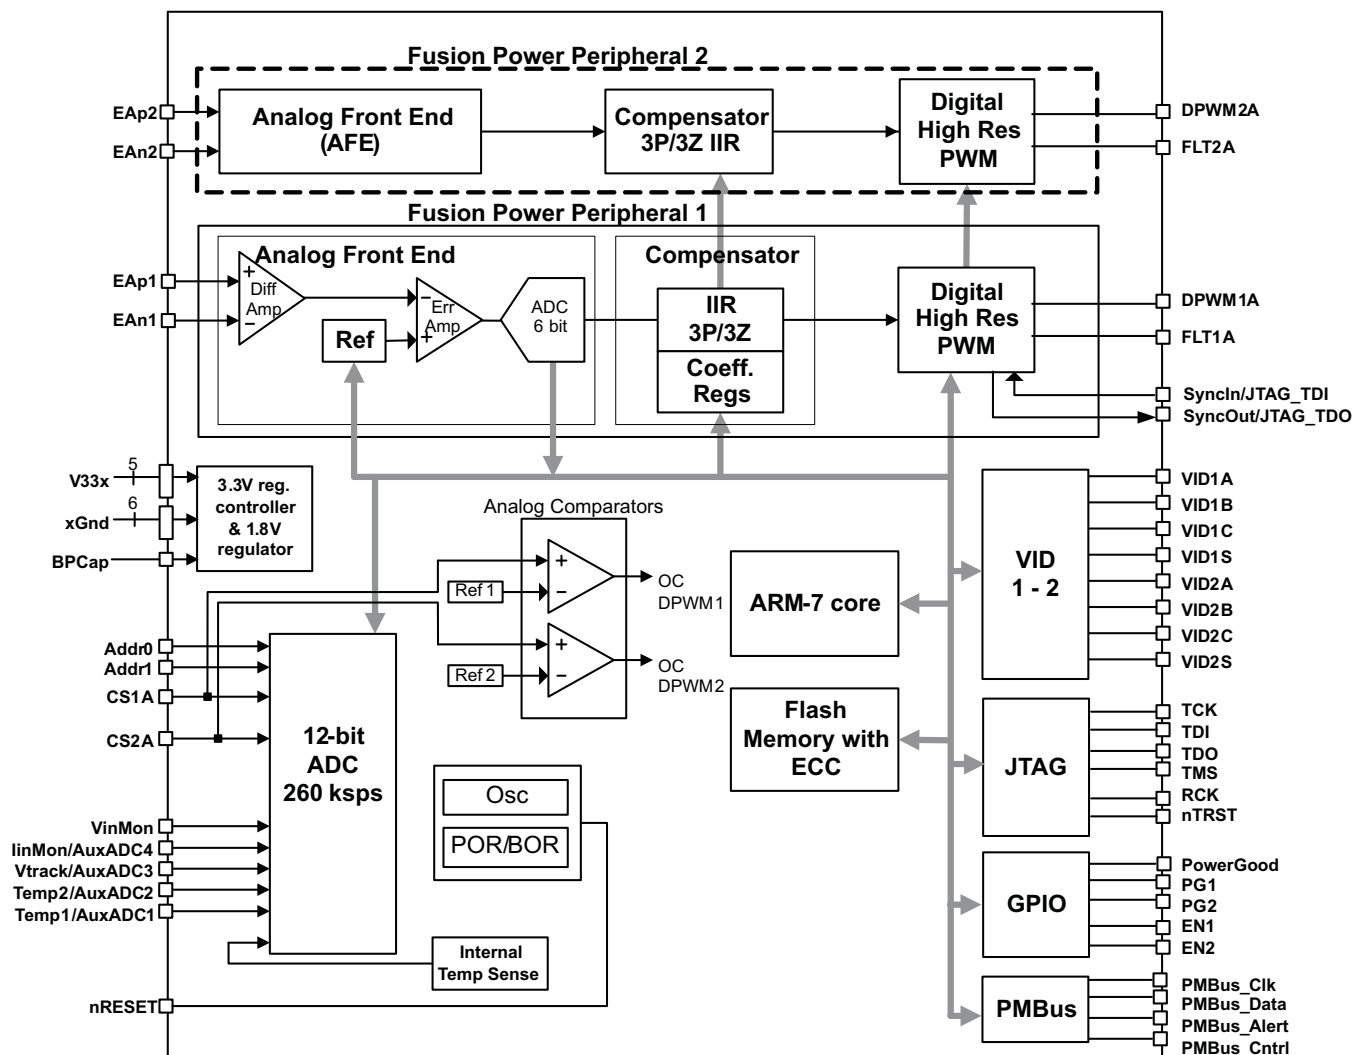 Fusion Power Peripheral 2
EAp2
EAn2
Analog Front End
(AFE)
Compensator
3P/3Z IIR
Digital
High Res
PWM
DPWM2A
FLT2A
Fusion Power Peripheral 1
Analog Front End
Compensator
EAp1
EAn1
+
Diff
Amp
−
Ref
−
Err
Amp
+
ADC
6 bit
IIR
3P/3Z
Coeff.
Regs
Digital
High Res
PWM
DPWM1A
FLT1A
SyncIn/JTAG_TDI
SyncOut/JTAG_TDO
V33x
5
xGnd
6
BPCap
3.3V reg.
controller
& 1.8V
regulator
Analog Comparators
Ref 1
+
−
OC
DPWM1
Ref 2
+
−
OC
DPWM2
ARM-7 core
Flash
Memory with
ECC
VID
1 - 2
VID1A
VID1B
VID1C
VID1S
VID2A
VID2B
VID2C
VID2S
Addr0
Addr1
CS1A
CS2A
VinMon
IinMon/AuxADC4
Vtrack/AuxADC3
Temp2/AuxADC2
Temp1/AuxADC1
nRESET
12-bit
ADC
260 ksps
Osc
POR/BOR
Internal
Temp Sense
JTAG
TCK
TDI
TDO
TMS
RCK
nTRST
GPIO
PowerGood
PG1
PG2
EN1
EN2
PMBus
PMBus_Clk
PMBus_Data
PMBus_Alert
PMBus_Cntrl